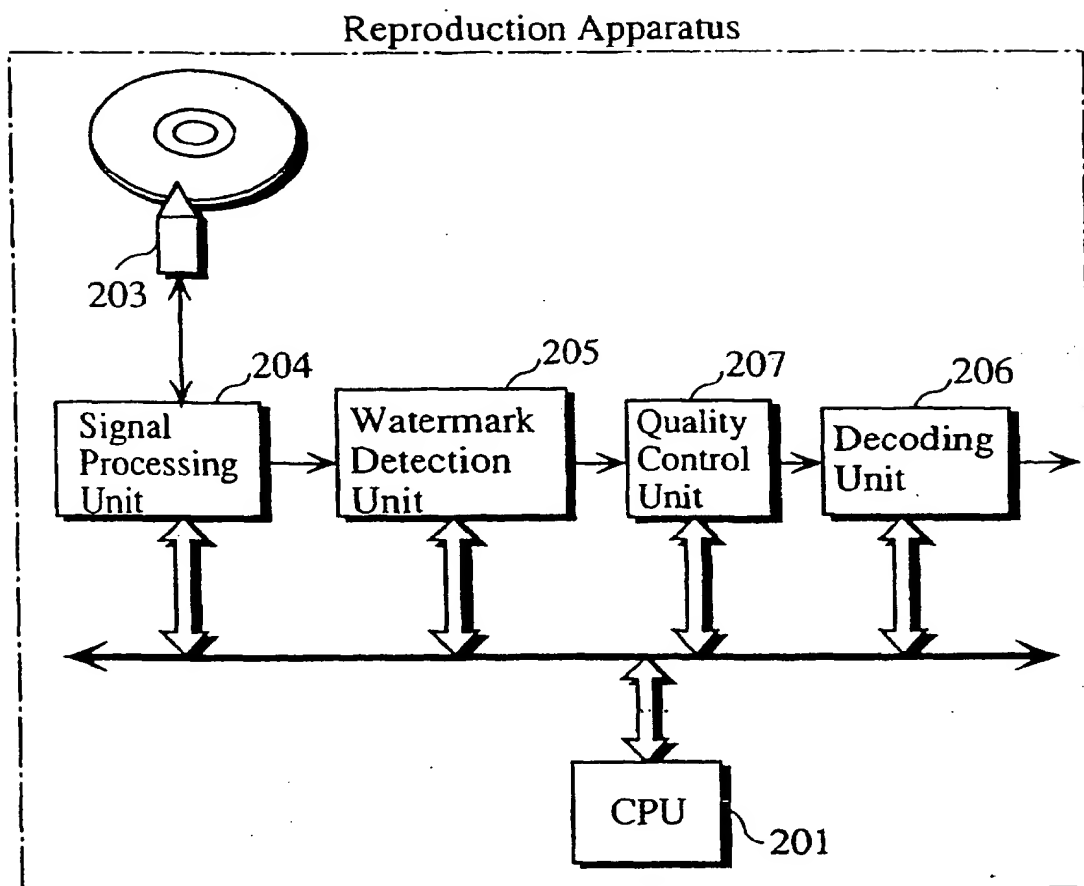 Reproduction Apparatus
203
204
205
207
206
Signal
Processing
Unit
Watermark
Detection
Unit
Quality
Control
Unit
Decoding
Unit
CPU
201